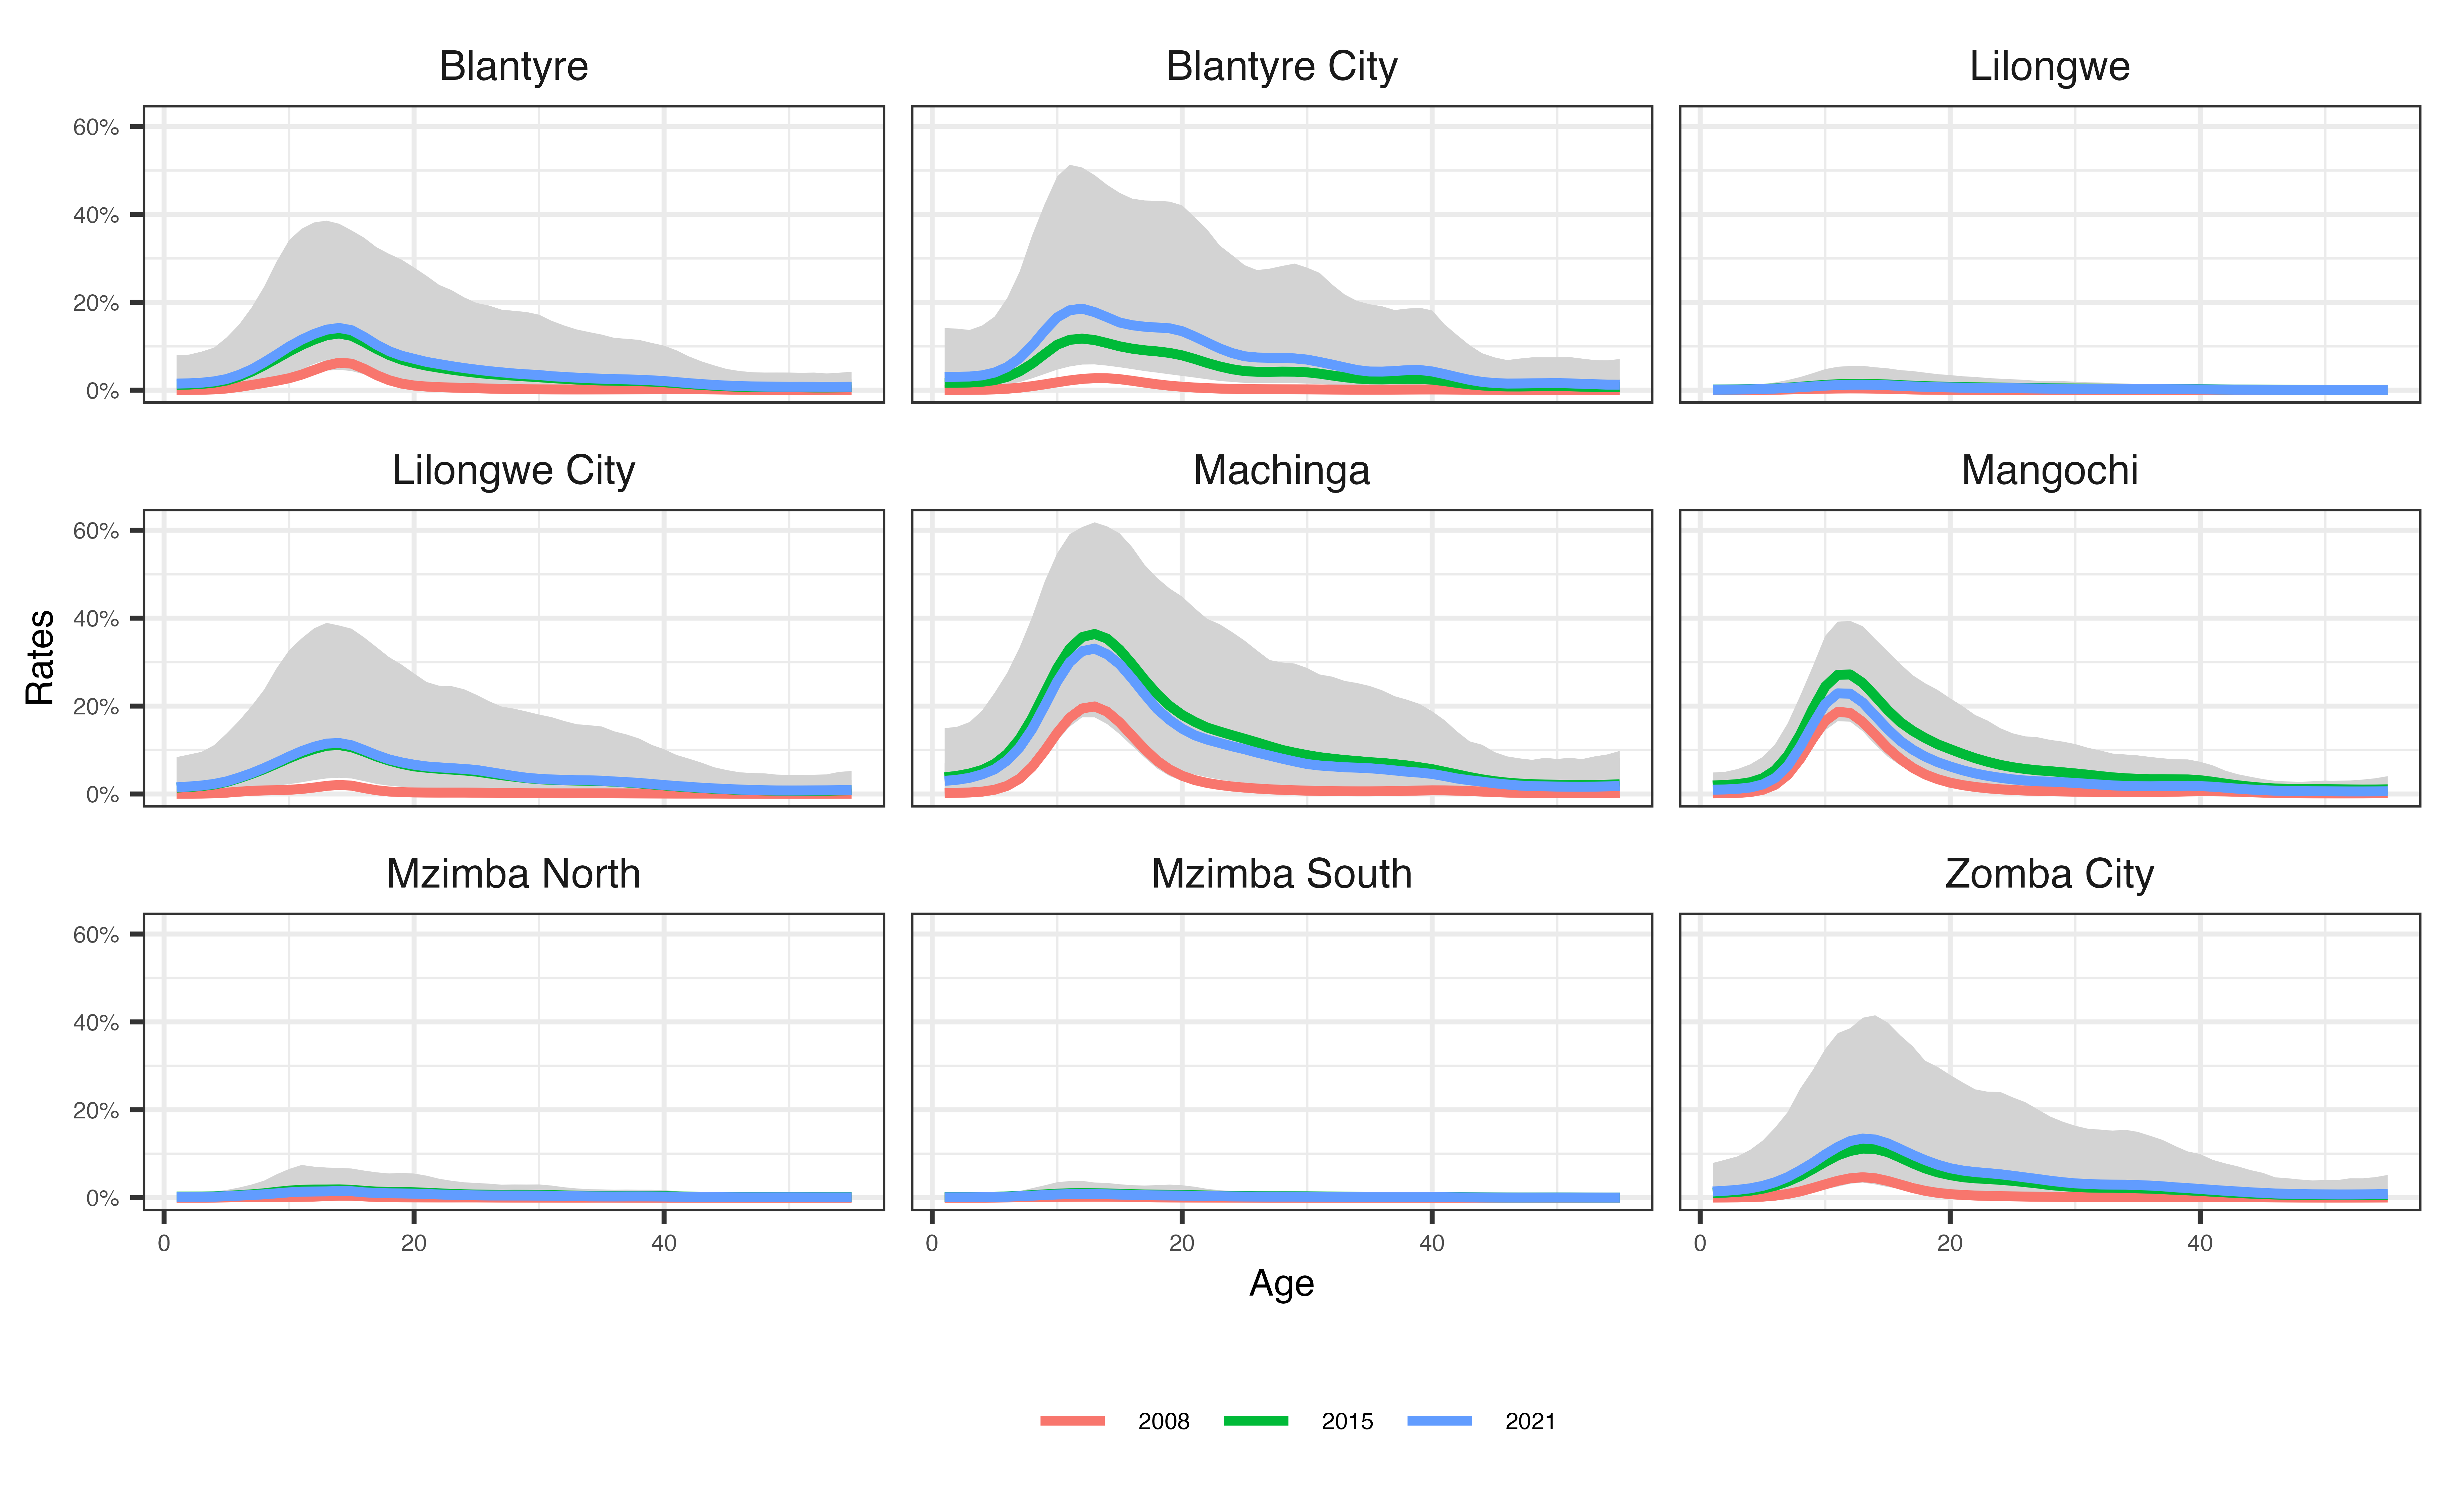 Blantyre
Blantyre City
Lilongwe
60%
40%
20%
0%
Lilongwe City
Machinga
Mangochi
60%
40%
20%
0%
Rates
Mzimba North
Mzimba South
Zomba City
60%
40%
20%
0%
0 20 40
0 20 40
0 20 40
Age
2008 2015 2021